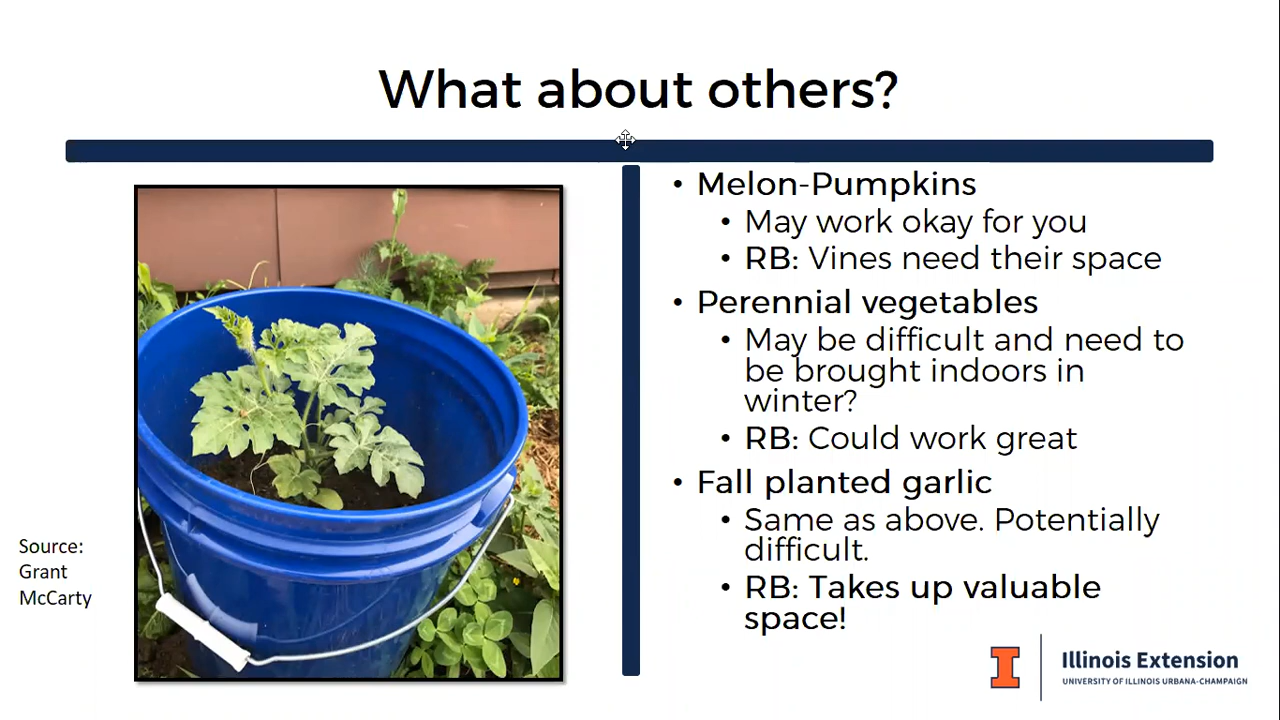 What about others?
• Melon-Pumpkins
• May work okay for you
• RB: Vines need their space
• Perennial vegetables
• May be difficult and need to
be brought indoors in
winter?
• RB: Could work great
• Fall planted garlic
• Same as above. Potentially
difficult.
• RB: Takes up valuable
space!
Source:
Grant
McCarty
Illinois Extension
UNIVERSITY OF ILLINOIS URBANA-CHAMPAIGN